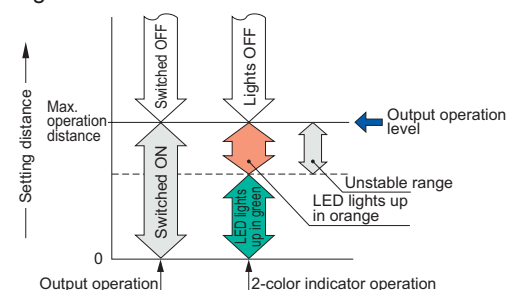 Switched OFF
Lights OFF
Setting distance
Max.
operation
distance
Output operation
level
Switched ON
LED lights
up in green
Unstable range
LED lights up
in orange
0
Output operation
2-color indicator operation